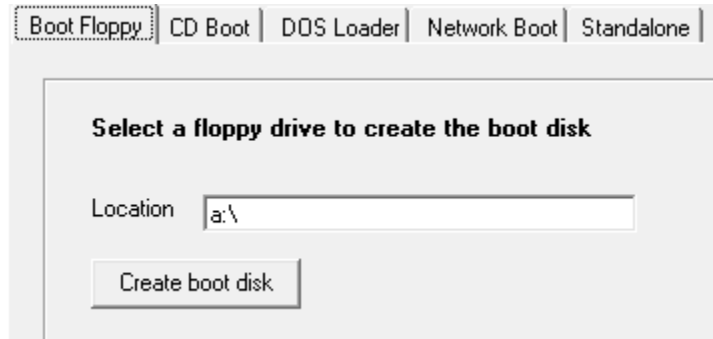 Boot Floppy CD Boot DOS Loader Network Boot Standalone
Select a floppy drive to create the boot disk
Location a:\
Create boot disk